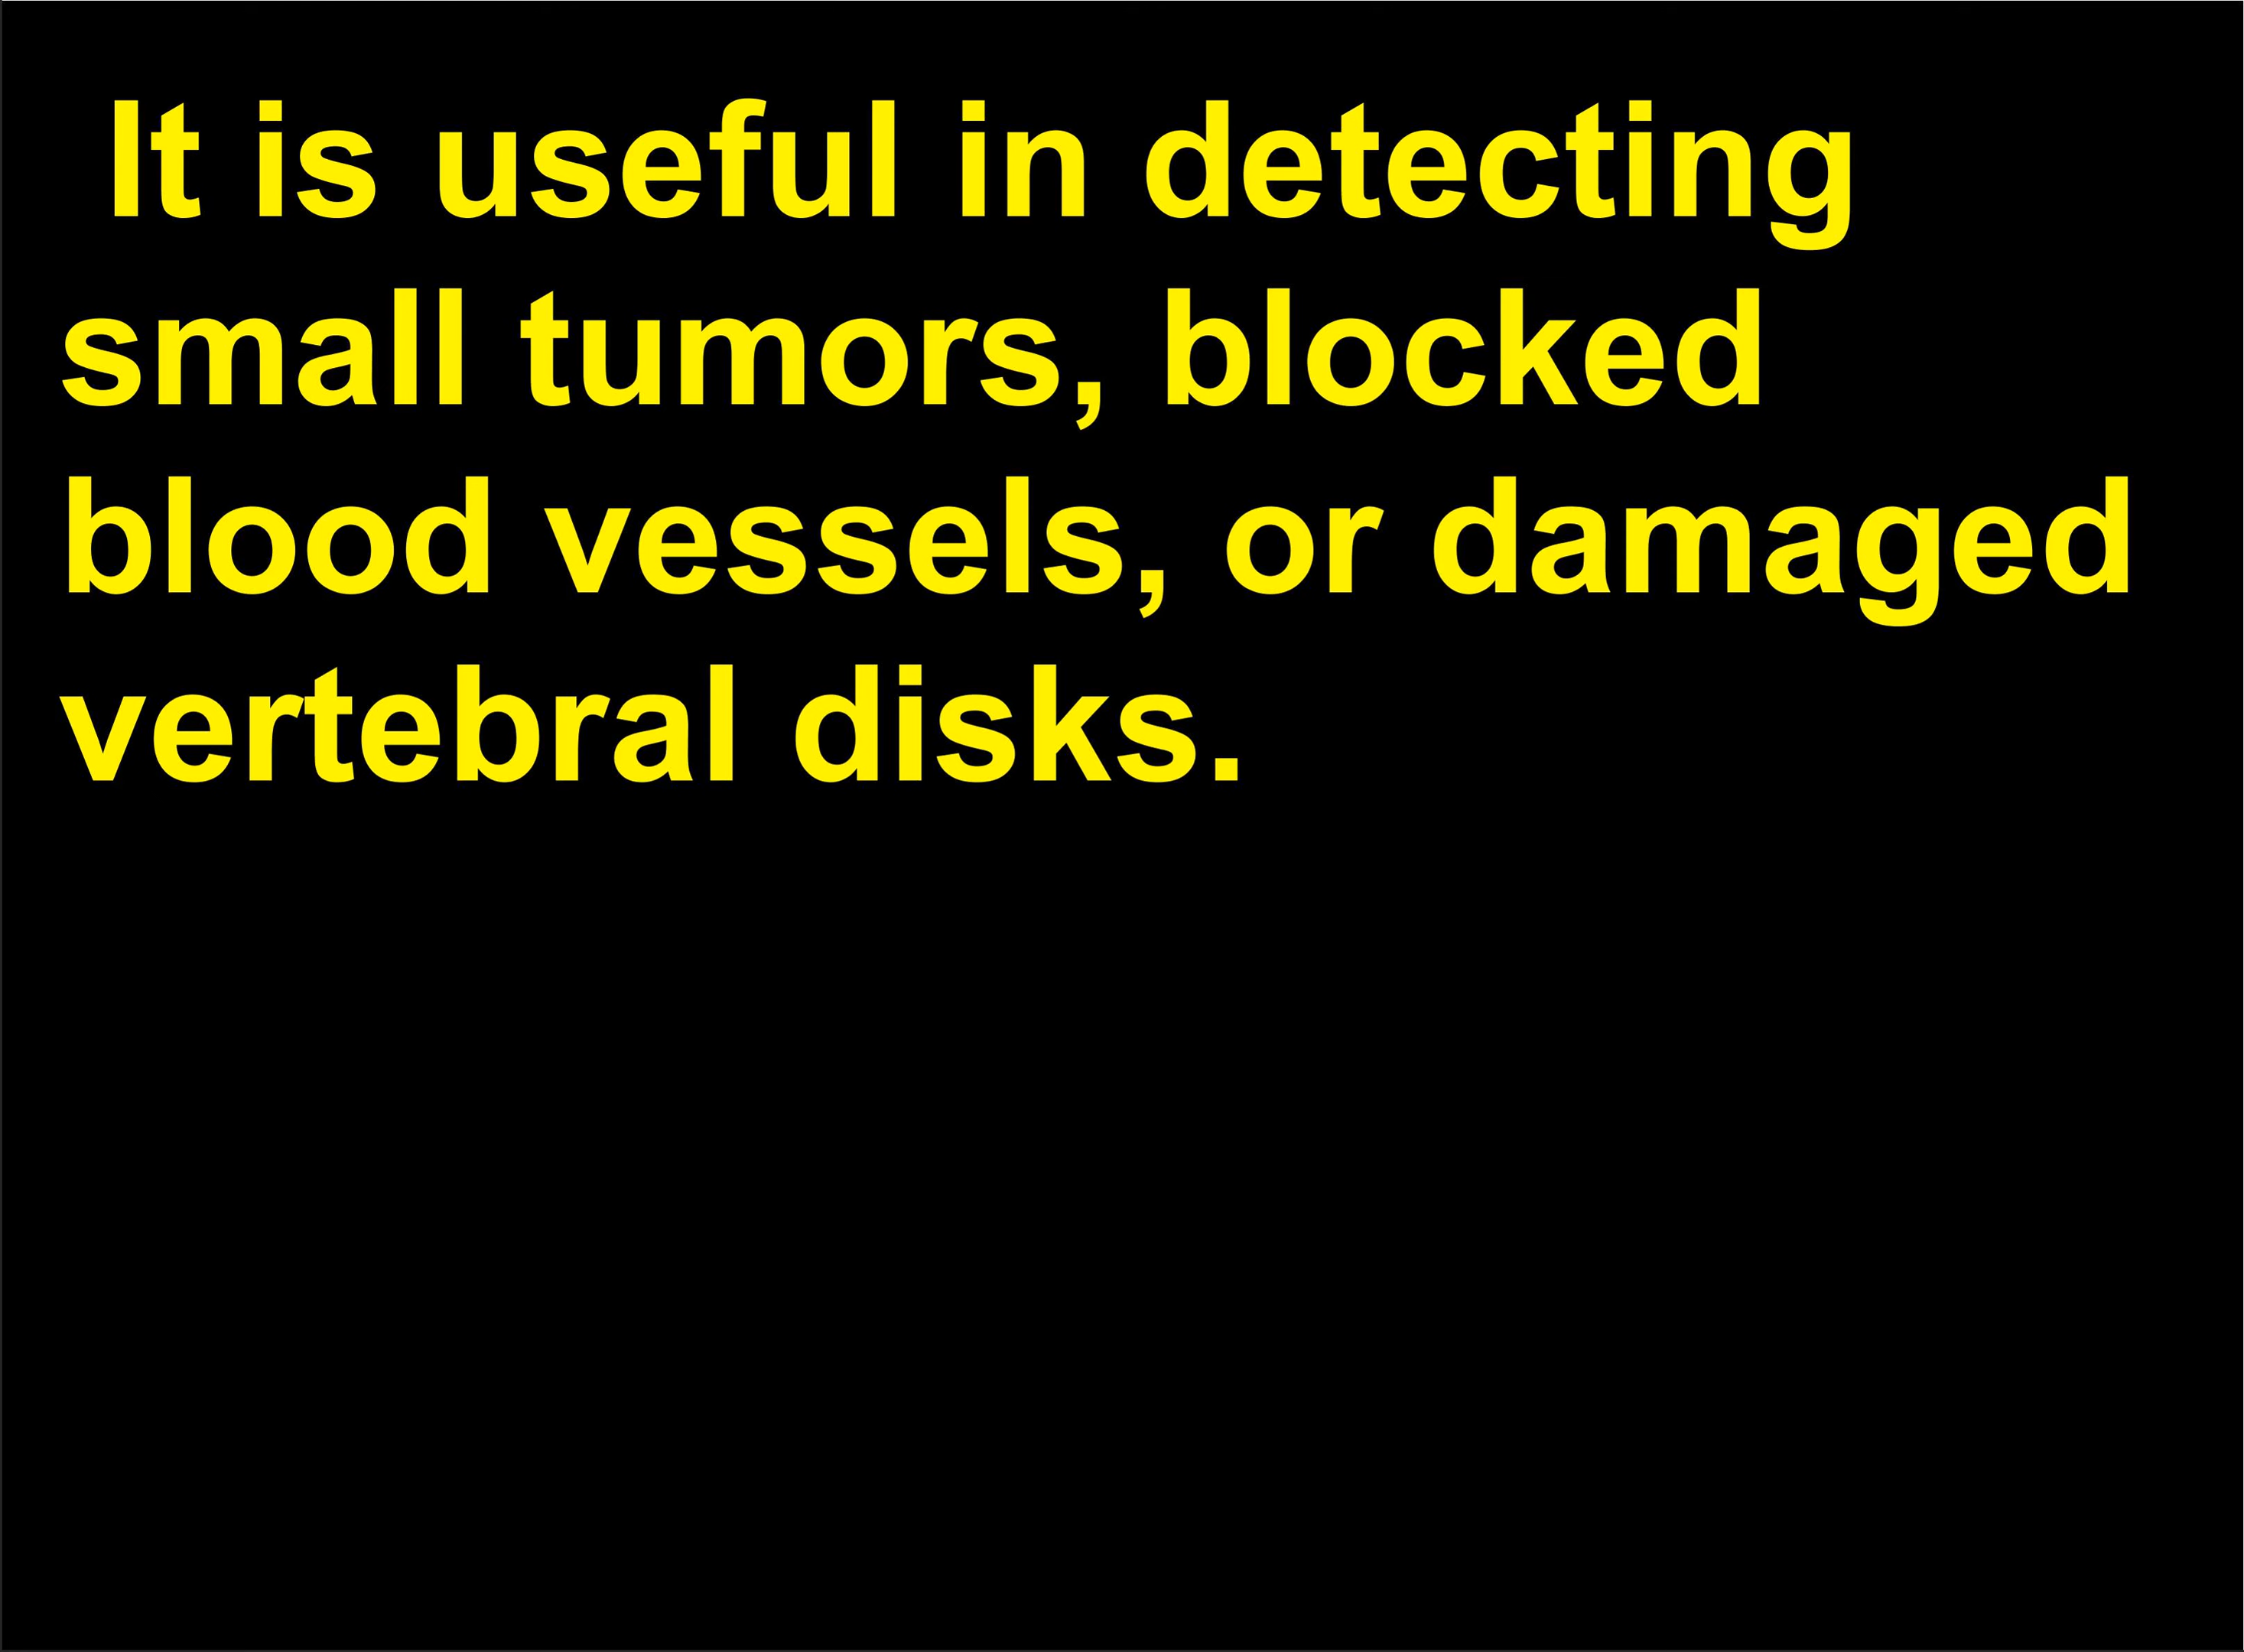 It is useful in detecting
small tumors, blocked
blood vessels, or damaged
vertebral disks.